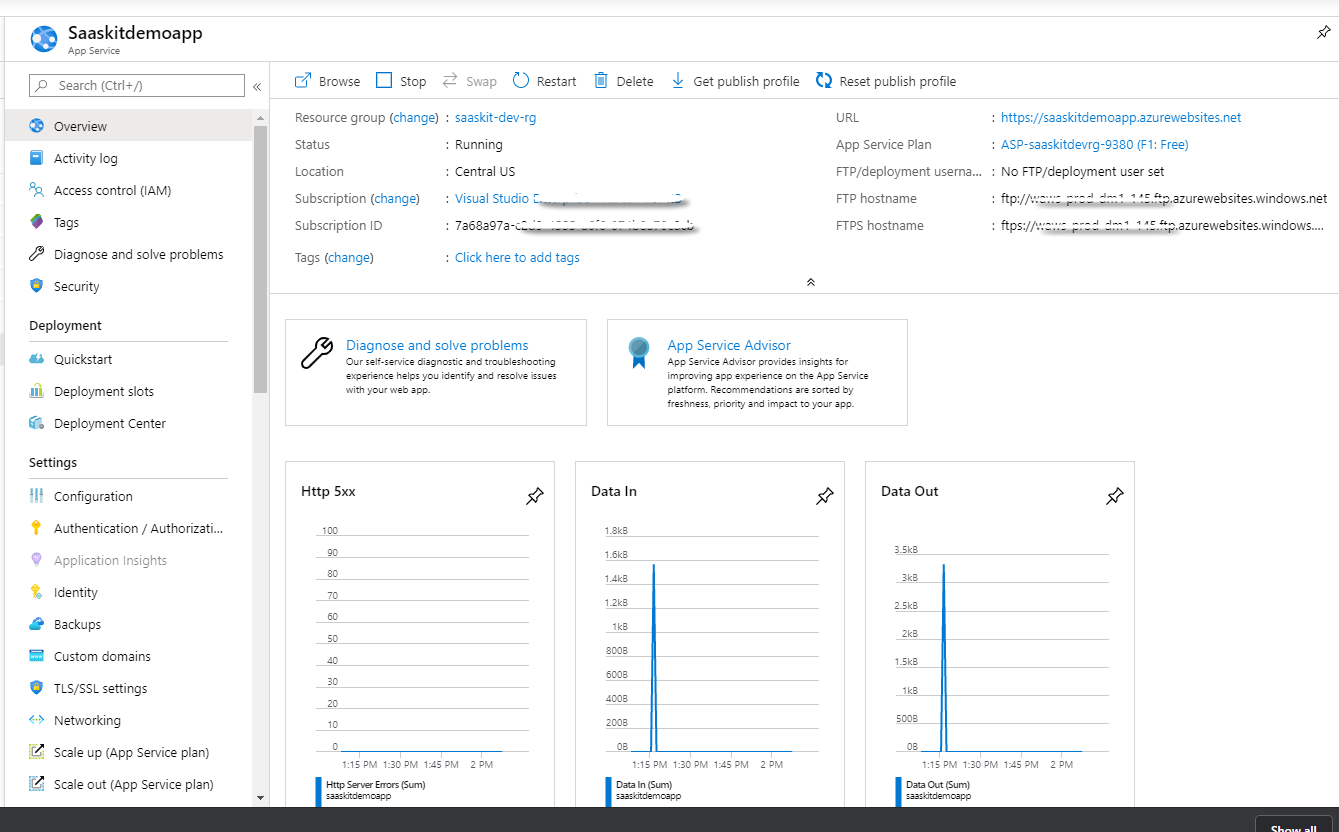 Saaskitdemoapp
App Service
Search (Ctrl+/)
«
Overview
Activity log
Access control (IAM)
Tags
Diagnose and solve problems
Security
Deployment
Quickstart
Deployment slots
Deployment Center
Settings
Configuration
Authentication / Authorizati...
Application Insights
Identity
Backups
Custom domains
TLS/SSL settings
Networking
Scale up (App Service plan)
Scale out (App Service plan)
Browse Stop Swap Restart Delete Get publish profile Reset publish profile
Resource group (change) : saaskit-dev-rg
Status : Running
Location : Central US
Subscription (change) : Visual Studio
Subscription ID : 7a68a97a-
Tags (change) : Click here to add tags
URL : https://saaskitdemoapp.azurewebsites.net
App Service Plan : ASP-saaskitdevrg-9380 (F1: Free)
FTP/deployment userna... : No FTP/deployment user set
FTP hostname : ftp://.azurewebsites.windows.net
FTPS hostname : ftps://.azurewebsites.windows....
Diagnose and solve problems
Our self-service diagnostic and troubleshooting
experience helps you identify and resolve issues
with your web app.
App Service Advisor
App Service Advisor provides insights for
improving app experience on the App Service
platform. Recommendations are sorted by
freshness, priority and impact to your app.
Http 5xx
100
90
80
70
60
50
40
30
20
10
0
1:15 PM 1:30 PM 1:45 PM 2 PM
Http Server Errors (Sum)
saaskitdemoapp
Data In
1.8kB
1.6kB
1.4kB
1.2kB
1kB
800B
600B
400B
200B
0B
1:15 PM 1:30 PM 1:45 PM 2 PM
Data In (Sum)
saaskitdemoapp
Data Out
3.5kB
3kB
2.5kB
2kB
1.5kB
1kB
500B
0B
1:15 PM 1:30 PM 1:45 PM 2 PM
Data Out (Sum)
saaskitdemoapp
Show all